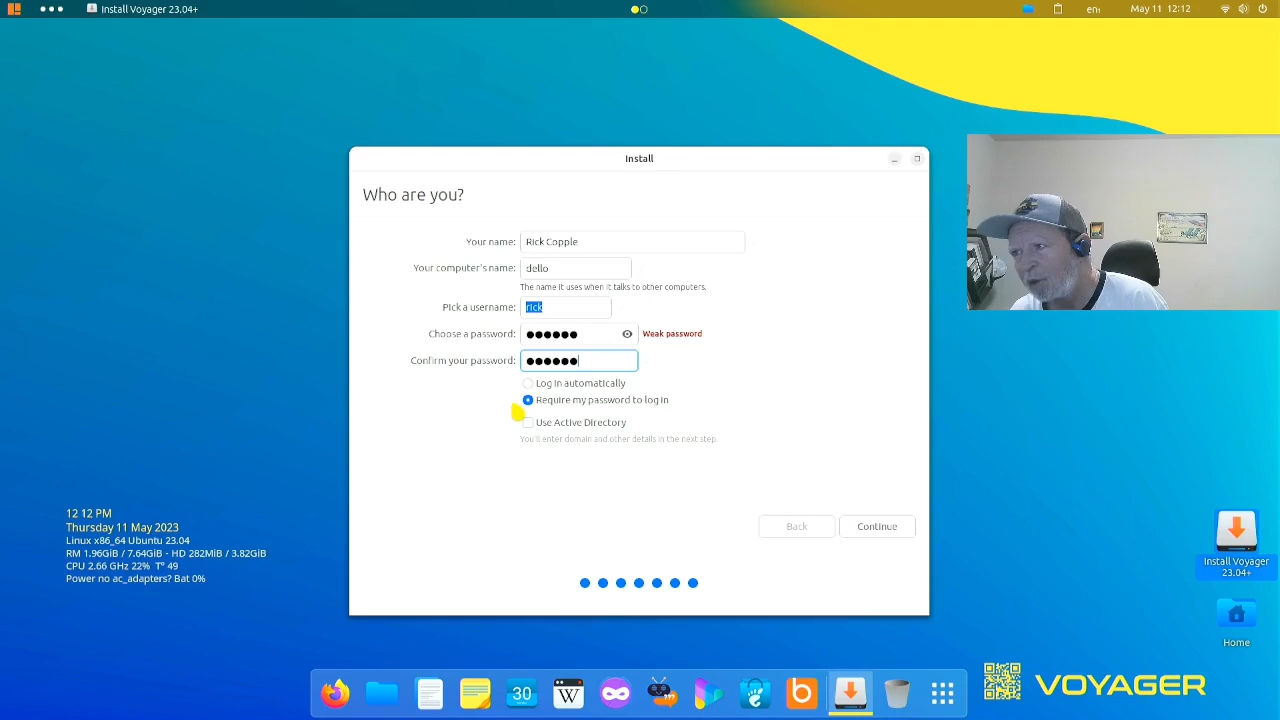 Install Voyager 23.04+
en₁
May 11 12:12
Install
Who are you?
Your name: Rick Copple
Your computer's name: dello
The name it uses when it talks to other computers.
Pick a username: rick
Choose a password: ●●●●●● Weak password
Confirm your password: ●●●●●●
Log in automatically
Require my password to log in
Use Active Directory
You'll enter domain and other details in the next step.
Back
Continue
12 12 PM
Thursday 11 May 2023
Linux x86_64 Ubuntu 23.04
RM 1.96GiB / 7.64GiB - HD 282MiB / 3.82GiB
CPU 2.66 GHz 22% T° 49
Power no ac_adapters? Bat 0%
Install Voyager
23.04+
Home
30
W
b
VOYAGER